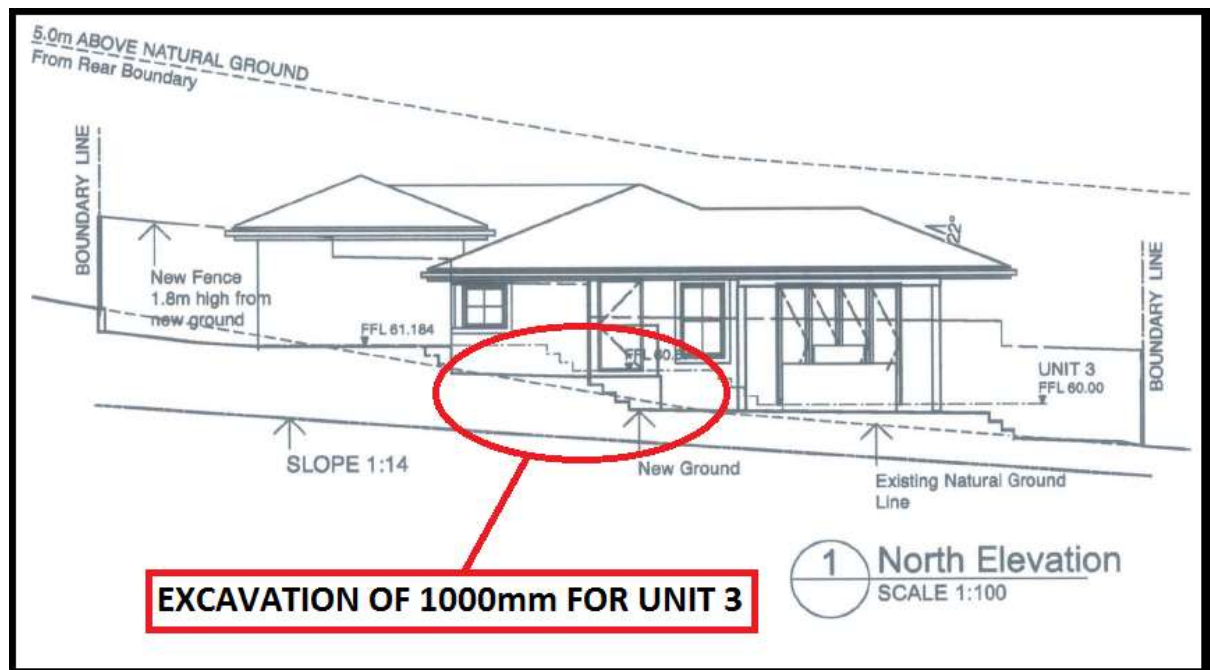 5.0m ABOVE NATURAL GROUND
From Rear Boundary
BOUNDARY LINE
22°
BOUNDARY LINE
New Fence
1.8m high from
new ground
FFL 61.184
UNIT 3
FFL 60.00
SLOPE 1:14
New Ground
Existing Natural Ground
Line
1
North Elevation
SCALE 1:100
EXCAVATION OF 1000mm FOR UNIT 3